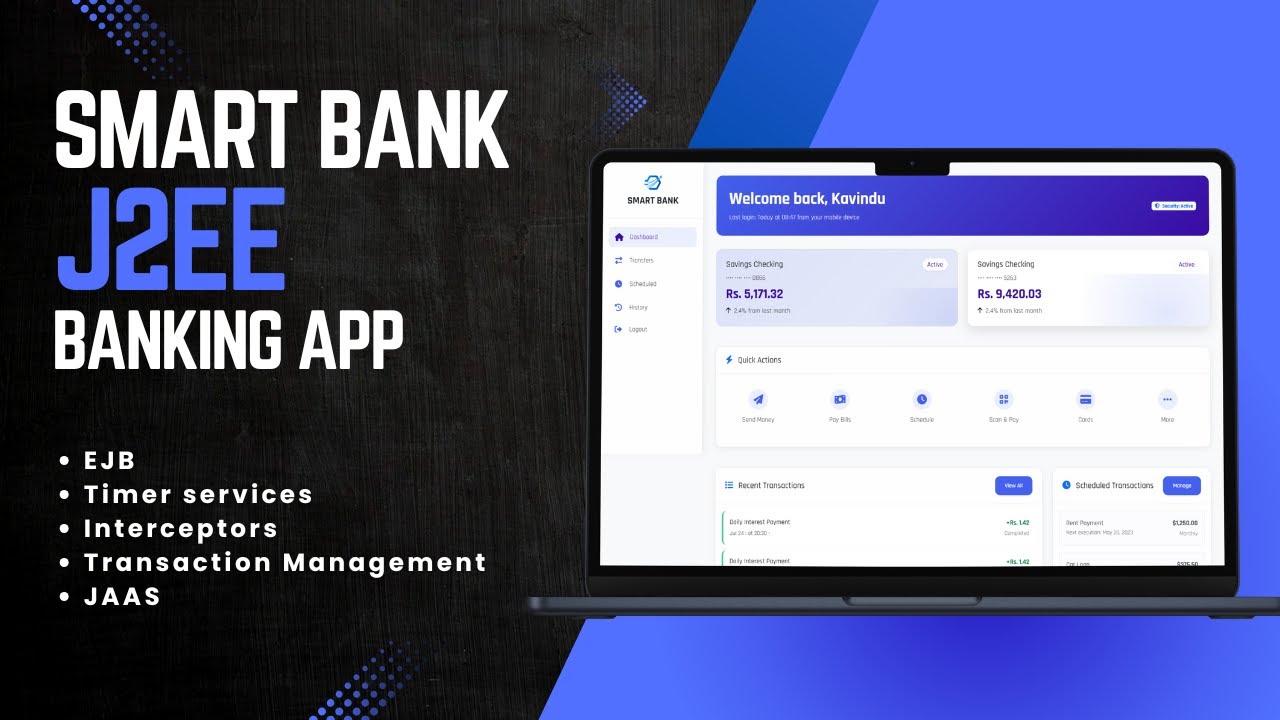 SMART BANK
J2EE
BANKING APP
• EJB
• Timer services
• Interceptors
• Transaction Management
• JAAS
SMART BANK
Dashboard
Transfers
Scheduled
History
Logout
Welcome back, Kavindu
Last login: Today at 08:47 from your mobile device
Security: Active
Savings Checking
Active
•••• •••• •••• 0866
Rs. 5,171.32
2.4% from last month
Savings Checking
Active
•••• •••• •••• 5263
Rs. 9,420.03
2.4% from last month
Quick Actions
Send Money
Pay Bills
Schedule
Scan & Pay
Cards
More
Recent Transactions
View All
Daily Interest Payment
+Rs. 1.42
Jul 24 - at 20:30 -
Completed
Daily Interest Payment
+Rs. 1.42
Scheduled Transactions
Manage
Rent Payment
$1,250.00
Next execution: May 20, 2023
Monthly
Car Loan
$375.50